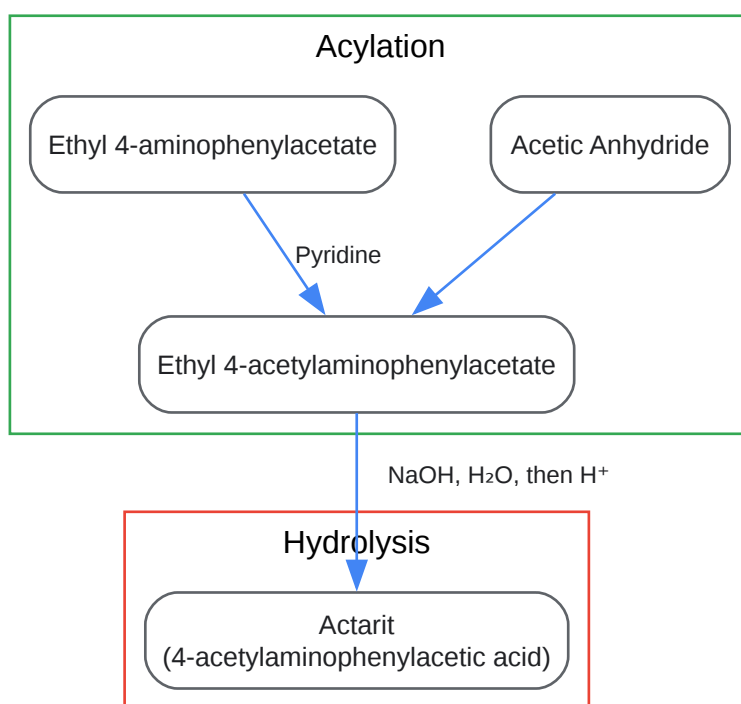 Acylation
Ethyl 4-aminophenylacetate
Acetic Anhydride
Pyridine
Ethyl 4-acetylaminophenylacetate
NaOH, H₂O, then H⁺
Hydrolysis
Actarit
(4-acetylaminophenylacetic acid)